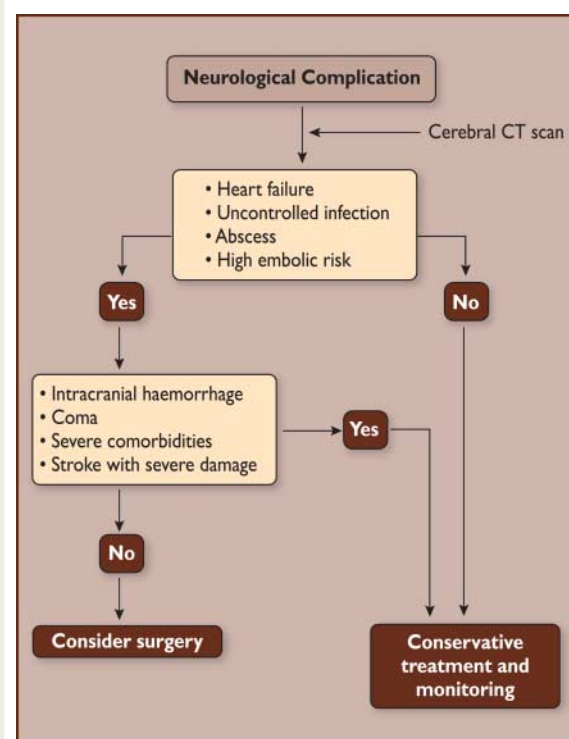 Neurological Complication
Cerebral CT scan
• Heart failure
• Uncontrolled infection
• Abscess
• High embolic risk
Yes
No
• Intracranial haemorrhage
• Coma
• Severe comorbidities
• Stroke with severe damage
Yes
No
Consider surgery
Conservative
treatment and
monitoring